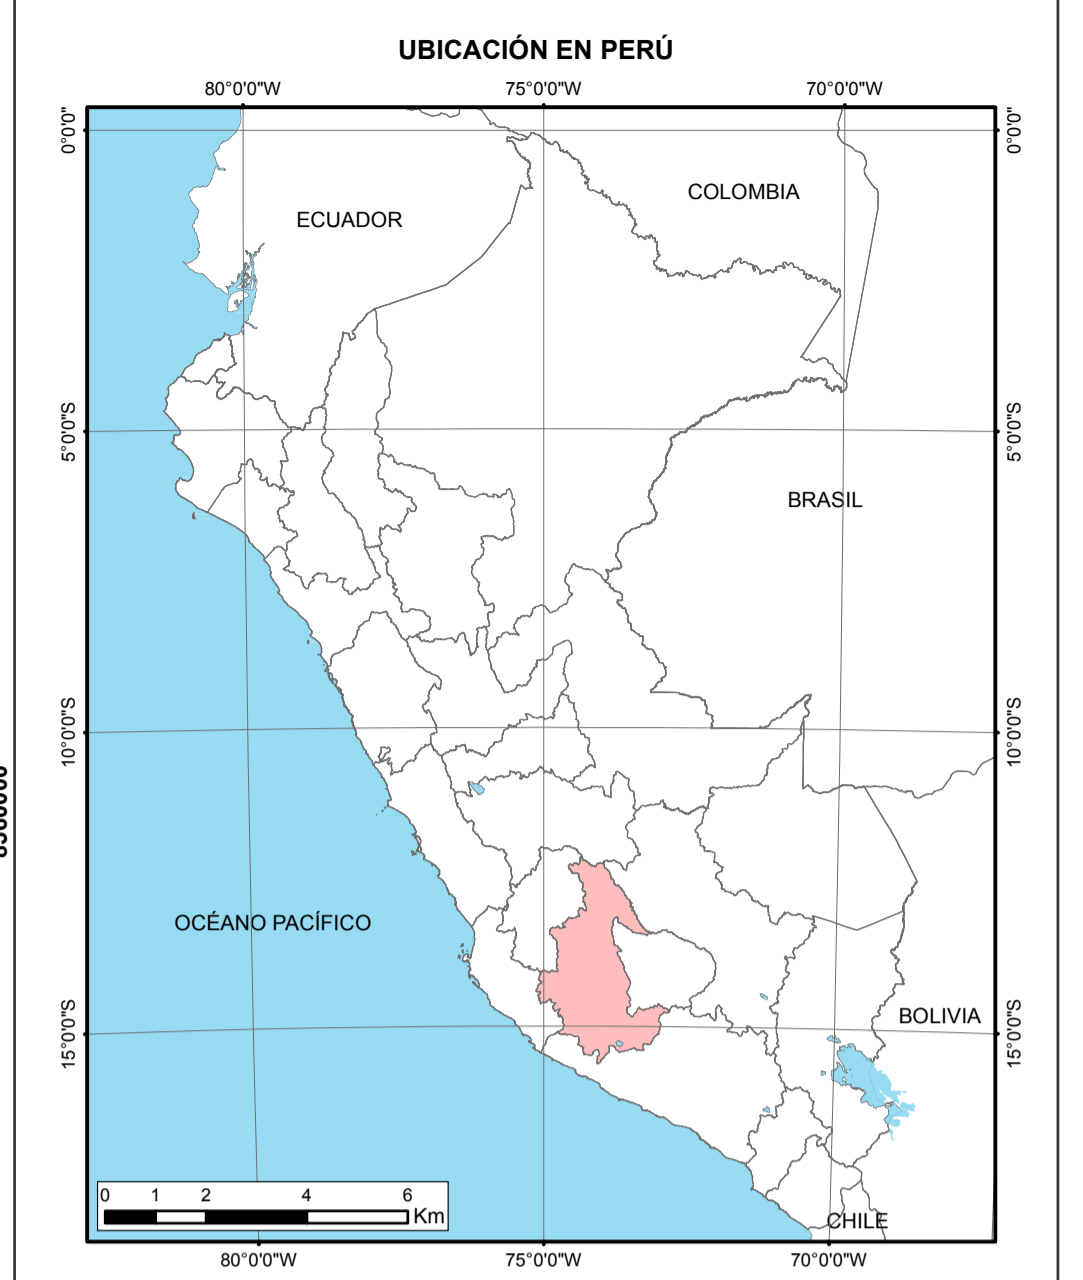 UBICACIÓN EN PERÚ
80°0'0"W 75°0'0"W 70°0'0"W
0°0'0" 0°0'0"
COLOMBIA
ECUADOR
5°0'0"S 5°0'0"S
BRASIL
10°0'0"S 10°0'0"S
OCÉANO PACÍFICO
BOLIVIA
15°0'0"S 15°0'0"S
0 1 2 4 6
Km
CHILE
80°0'0"W 75°0'0"W 70°0'0"W